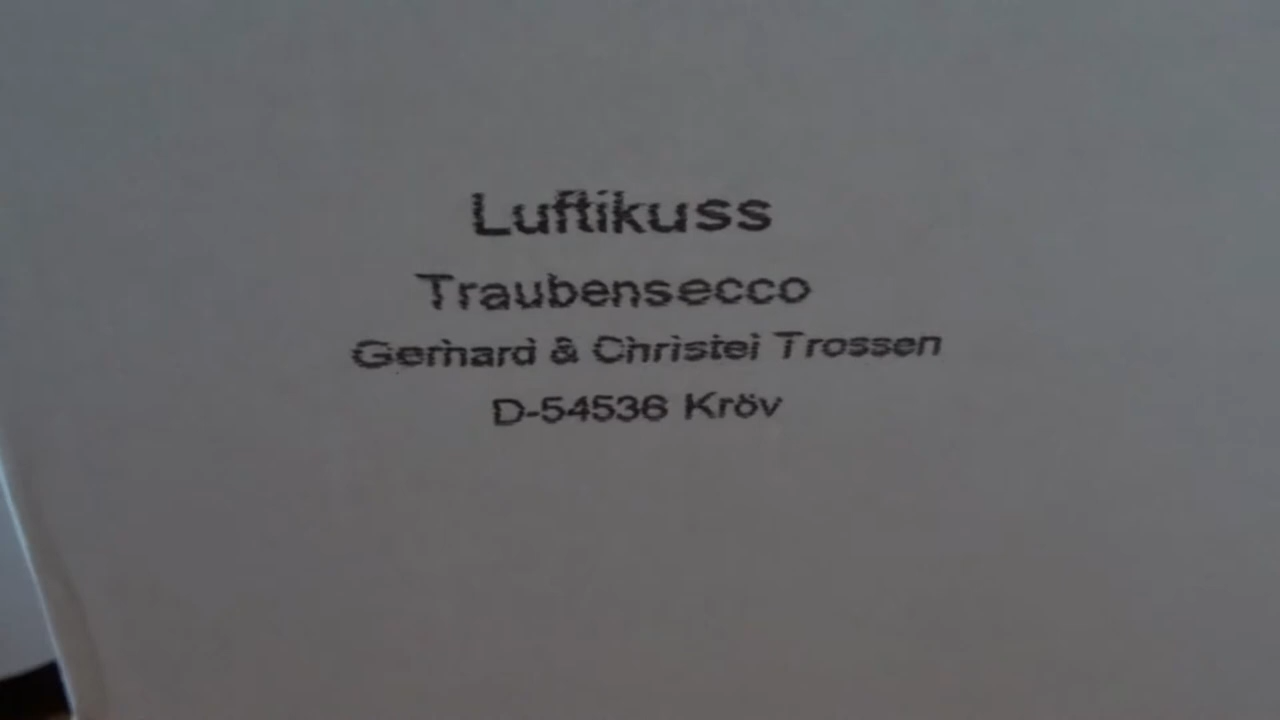 Luftikuss
Traubensecco
Gerhard & Christel Trossen
D-54536 Kröv